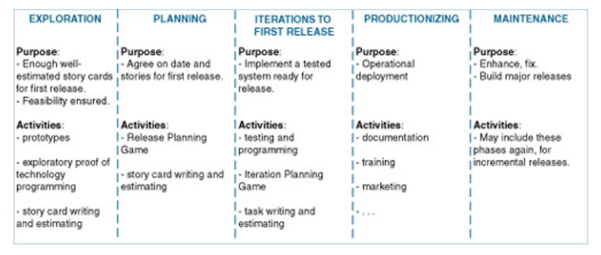 EXPLORATION
Purpose:
- Enough well-
estimated story cards
for first release.
- Feasibility ensured.
Activities:
- prototypes
- exploratory proof of
technology
programming
- story card writing
and estimating
PLANNING
Purpose:
- Agree on date and
stories for first release.
Activities:
- Release Planning
Game
- story card writing and
estimating
ITERATIONS TO
FIRST RELEASE
Purpose:
- Implement a tested
system ready for
release.
Activities:
- testing and
programming
- Iteration Planning
Game
- task writing and
estimating
PRODUCTIONIZING
Purpose:
- Operational
deployment
Activities:
- documentation
- training
- marketing
- . . .
MAINTENANCE
Purpose:
- Enhance, fix.
- Build major releases
Activities:
- May include these
phases again, for
incremental releases.